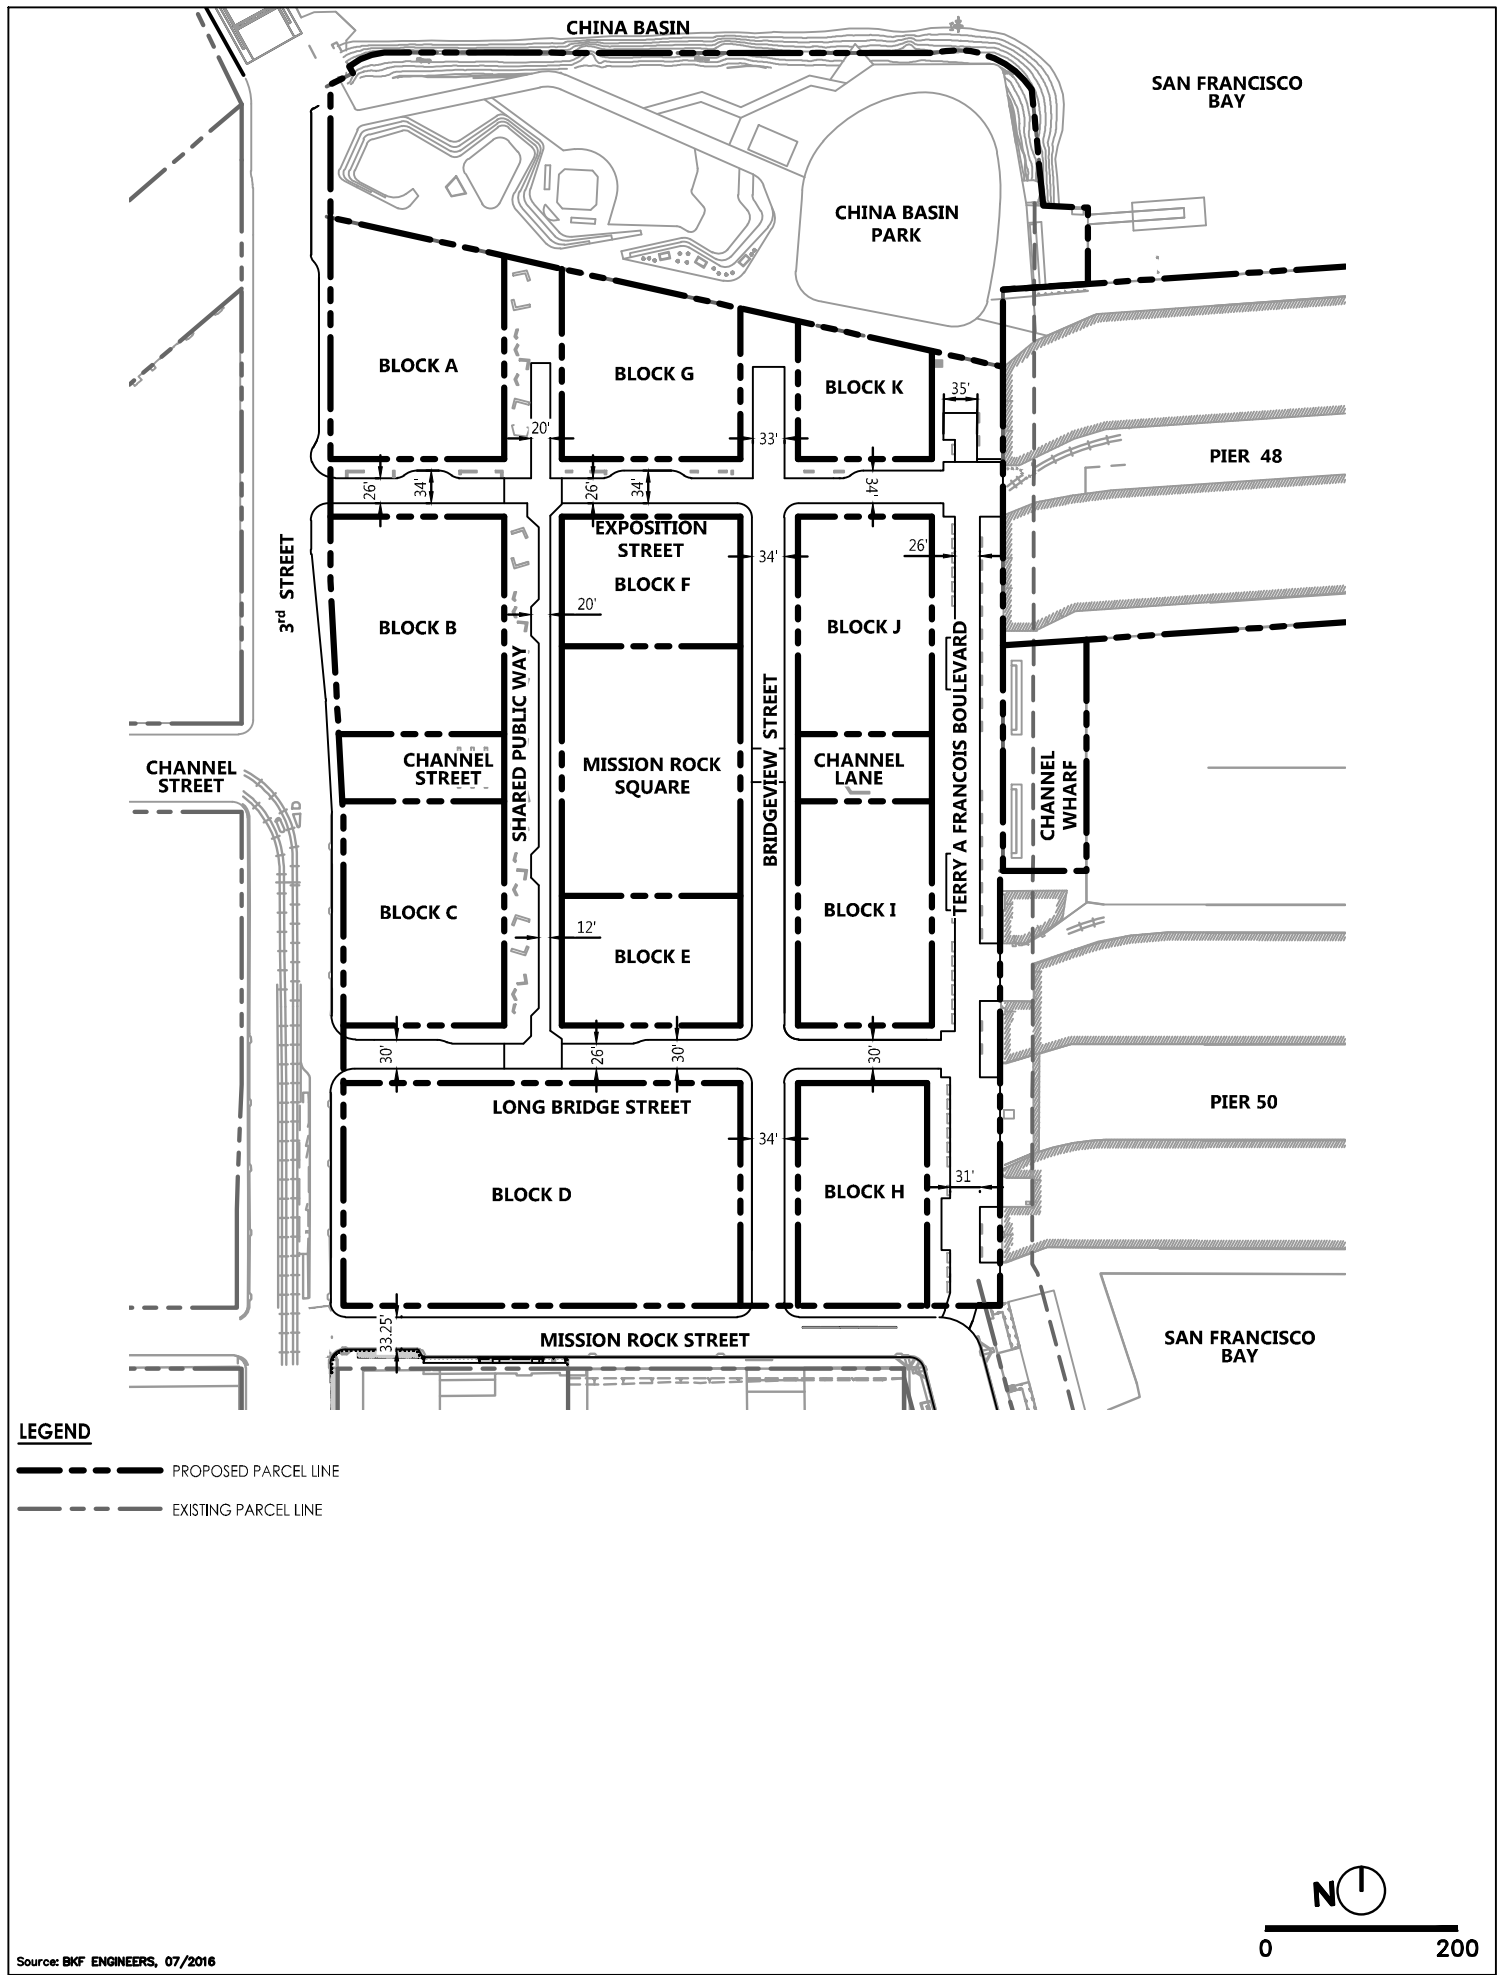 CHINA BASIN
SAN FRANCISCO
BAY
CHINA BASIN
PARK
BLOCK A
BLOCK G
BLOCK K
35'
20'
33'
PIER 48
26'
34'
26'
34'
34'
EXPOSITION
STREET
34'
26'
3rd STREET
BLOCK F
20'
BLOCK B
BLOCK J
SHARED PUBLIC WAY
BRIDGEVIEW STREET
TERRY A FRANCOIS BOULEVARD
CHANNEL
STREET
CHANNEL
STREET
MISSION ROCK
SQUARE
CHANNEL
LANE
CHANNEL
WHARF
BLOCK C
BLOCK I
12'
BLOCK E
30'
26'
30'
30'
LONG BRIDGE STREET
PIER 50
34'
31'
BLOCK D
BLOCK H
33.25'
MISSION ROCK STREET
SAN FRANCISCO
BAY
LEGEND
PROPOSED PARCEL LINE
EXISTING PARCEL LINE
N
0 200
Source: BKF ENGINEERS, 07/2016